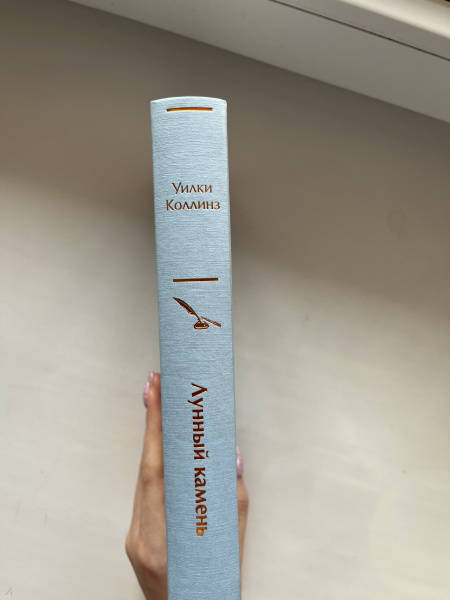 Уилки
Коллинз
Лунный камень